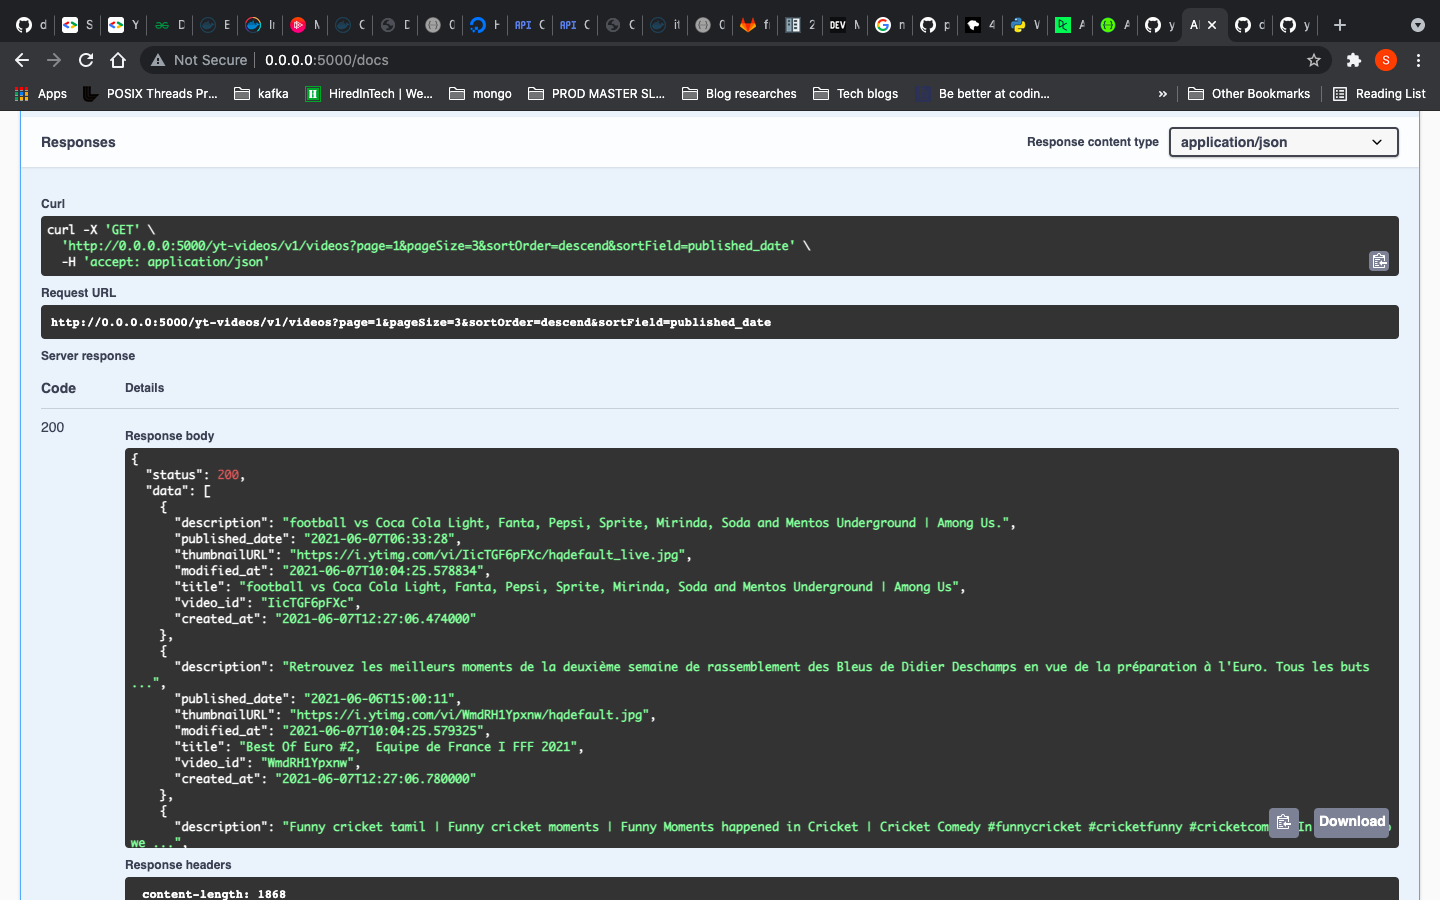 Not Secure | 0.0.0.0:5000/docs
S
Apps POSIX Threads Pr... kafka HiredInTech | We... mongo PROD MASTER SL... Blog researches Tech blogs Be better at codin... » Other Bookmarks Reading List
Responses Response content type application/json
Curl
curl -X 'GET' \
'http://0.0.0.0:5000/yt-videos/v1/videos?page=1&pageSize=3&sortOrder=descend&sortField=published_date' \
-H 'accept: application/json'
Request URL
http://0.0.0.0:5000/yt-videos/v1/videos?page=1&pageSize=3&sortOrder=descend&sortField=published_date
Server response
Code Details
200
Response body
{
"status": 200,
"data": [
{
"description": "football vs Coca Cola Light, Fanta, Pepsi, Sprite, Mirinda, Soda and Mentos Underground | Among Us.",
"published_date": "2021-06-07T06:33:28",
"thumbnailURL": "https://i.ytimg.com/vi/IicTGF6pFXc/hqdefault_live.jpg",
"modified_at": "2021-06-07T10:04:25.578834",
"title": "football vs Coca Cola Light, Fanta, Pepsi, Sprite, Mirinda, Soda and Mentos Underground | Among Us",
"video_id": "IicTGF6pFXc",
"created_at": "2021-06-07T12:27:06.474000"
},
{
"description": "Retrouvez les meilleurs moments de la deuxième semaine de rassemblement des Bleus de Didier Deschamps en vue de la préparation à l'Euro. Tous les buts
...",
"published_date": "2021-06-06T15:00:11",
"thumbnailURL": "https://i.ytimg.com/vi/WmdRH1Ypxnw/hqdefault.jpg",
"modified_at": "2021-06-07T10:04:25.579325",
"title": "Best Of Euro #2,  Equipe de France I FFF 2021",
"video_id": "WmdRH1Ypxnw",
"created_at": "2021-06-07T12:27:06.780000"
},
{
"description": "Funny cricket tamil | Funny cricket moments | Funny Moments happened in Cricket | Cricket Comedy #funnycricket #cricketfunny #cricketcom In
we ...",
Download
Response headers
content-length: 1868